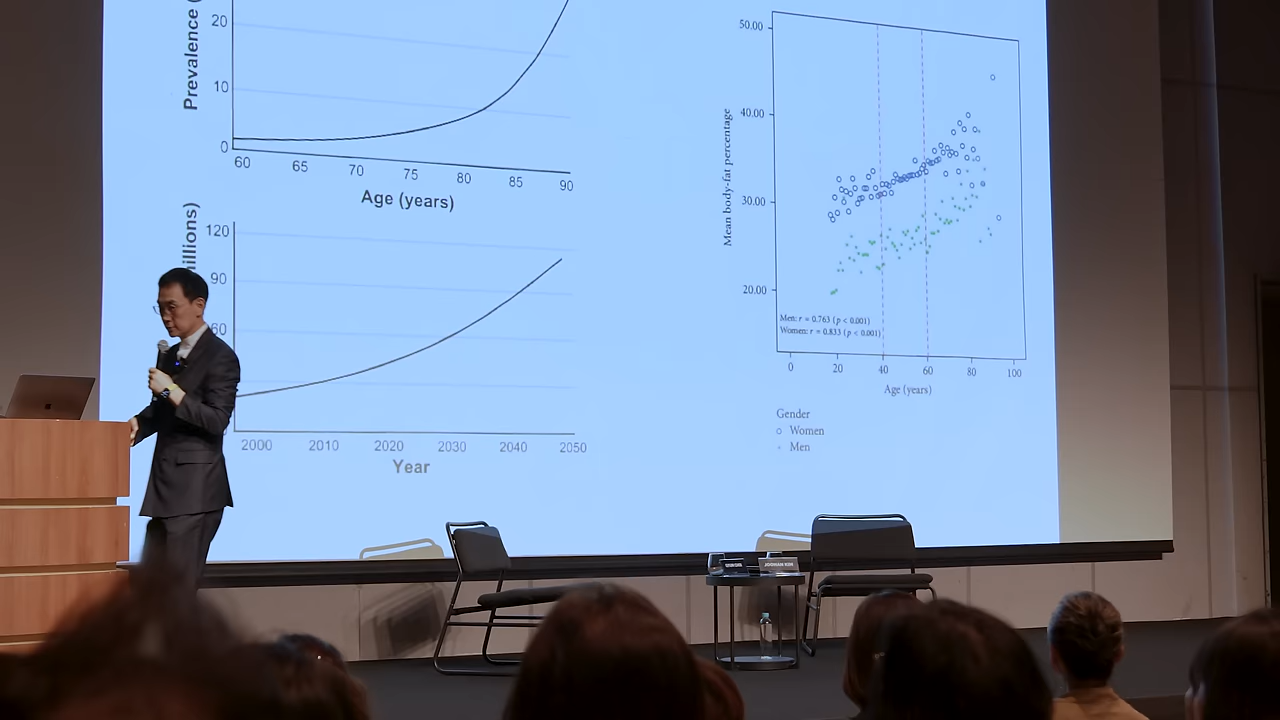 Prevalence (
20
10
0
60 65 70 75 80 85 90
Age (years)
illions)
120
90
60
2000 2010 2020 2030 2040 2050
Year
Mean body-fat percentage
50.00
40.00
30.00
20.00
Men: r = 0.763 (p < 0.001)
Women: r = 0.833 (p < 0.001)
0 20 40 60 80 100
Age (years)
Gender
Women
Men